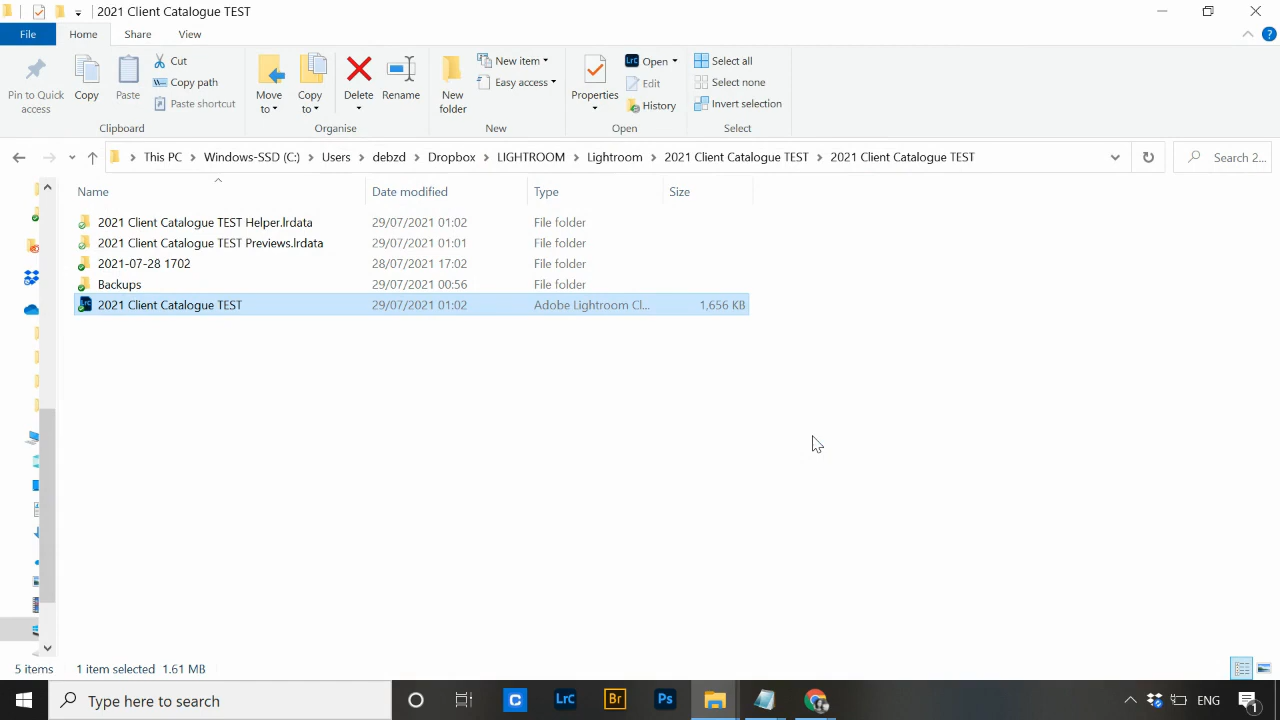 2021 Client Catalogue TEST
File Home Share View
Pin to Quick access
Copy
Paste
Cut
Copy path
Paste shortcut
Clipboard
Move to
Copy to
Delete
Rename
Organise
New folder
New item
Easy access
New
Properties
Open
Edit
History
Open
Select all
Select none
Invert selection
Select
This PC > Windows-SSD (C:) > Users > debzd > Dropbox > LIGHTROOM > Lightroom > 2021 Client Catalogue TEST > 2021 Client Catalogue TEST
Search 2...
Name Date modified Type Size
2021 Client Catalogue TEST Helper.lrdata 29/07/2021 01:02 File folder
2021 Client Catalogue TEST Previews.lrdata 29/07/2021 01:01 File folder
2021-07-28 1702 28/07/2021 17:02 File folder
Backups 29/07/2021 00:56 File folder
2021 Client Catalogue TEST 29/07/2021 01:02 Adobe Lightroom Cl... 1,656 KB
5 items 1 item selected 1.61 MB
Type here to search
C LrC Br Ps
ENG
1